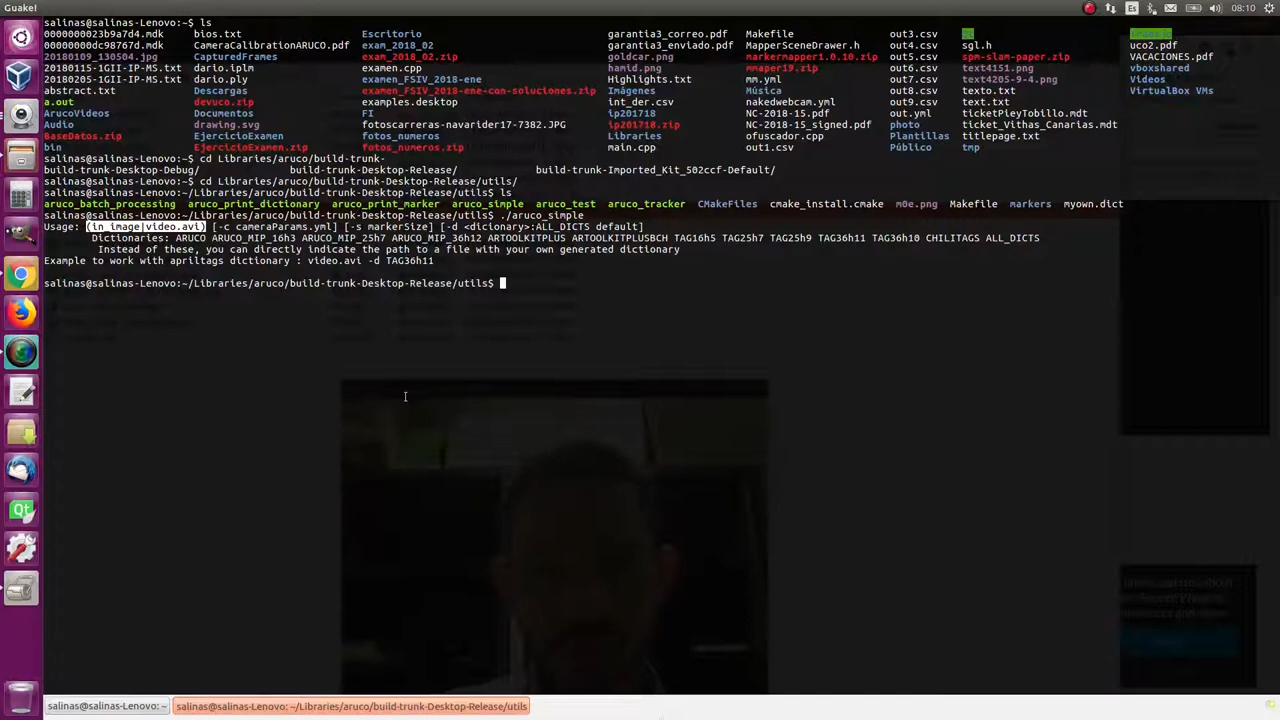 Guake!
Es
08:10
salinas@salinas-Lenovo:~$ ls
0000000023b9a7d4.mdk bios.txt Escritorio garantia3_correo.pdf Makefile out3.csv uco2.pdf
00000000dc98767d.mdk CameraCalibrationARUCO.pdf exam_2018_02 garantia3_enviado.pdf MapperSceneDrawer.h out4.csv sgl.h uco2.pdf
20180109_130504.jpg CapturedFrames exam_2018_02.zip goldcar.png markermapper1.0.10.zip out5.csv spm-slam-paper.zip VACACIONES.pdf
20180115-1GII-IP-MS.txt dario.iplm examen.cpp hamid.png mmaper19.zip out6.csv text4151.png vboxshared
20180205-1GII-IP-MS.txt dario.ply examen_FSIV_2018-ene Highlights.txt mm.yml out7.csv text4205-9-4.png Videos
abstract.txt Descargas examen_FSIV_2018-ene-con-soluciones.zip Imágenes Música out8.csv texto.txt VirtualBox VMs
a.out devuco.zip examples.desktop int_der.csv nakedwebcam.yml out9.csv text.txt
ArucoVideos Documentos FI ip201718 NC-2018-15.pdf perro ticketPleyTobillo.mdt
Audio drawing.svg fotoscarreras-navarider17-7382.JPG ip201718.zip NC-2018-15_signed.pdf photo ticket_Vithas_Canarias.mdt
BaseDatos.zip EjercicioExamen fotos_numeros Libraries ofuscador.cpp Plantillas titlepage.txt
bin EjercicioExamen.zip fotos_numeros.zip main.cpp out1.csv Público tmp
salinas@salinas-Lenovo:~$ cd Libraries/aruco/build-trunk-
build-trunk-Desktop-Debug/ build-trunk-Desktop-Release/ build-trunk-Imported_Kit_502ccf-Default/
salinas@salinas-Lenovo:~$ cd Libraries/aruco/build-trunk-Desktop-Release/utils/
salinas@salinas-Lenovo:~/Libraries/aruco/build-trunk-Desktop-Release/utils$ ls
aruco_batch_processing aruco_print_dictionary aruco_print_marker aruco_simple aruco_test aruco_tracker CMakeFiles cmake_install.cmake m0e.png Makefile markers myown.dict
salinas@salinas-Lenovo:~/Libraries/aruco/build-trunk-Desktop-Release/utils$ ./aruco_simple
Usage: (in_image|video.avi) [-c cameraParams.yml] [-s markerSize] [-d <dicionary>:ALL_DICTS default]
Dictionaries: ARUCO ARUCO_MIP_16h3 ARUCO_MIP_25h7 ARUCO_MIP_36h12 ARTOOLKITPLUS ARTOOLKITPLUSBCH TAG16h5 TAG25h7 TAG25h9 TAG36h11 TAG36h10 CHILITAGS ALL_DICTS
Instead of these, you can directly indicate the path to a file with your own generated dictionary
Example to work with apriltags dictionary : video.avi -d TAG36h11
salinas@salinas-Lenovo:~/Libraries/aruco/build-trunk-Desktop-Release/utils$
salinas@salinas-Lenovo: ~
salinas@salinas-Lenovo: ~/Libraries/aruco/build-trunk-Desktop-Release/utils